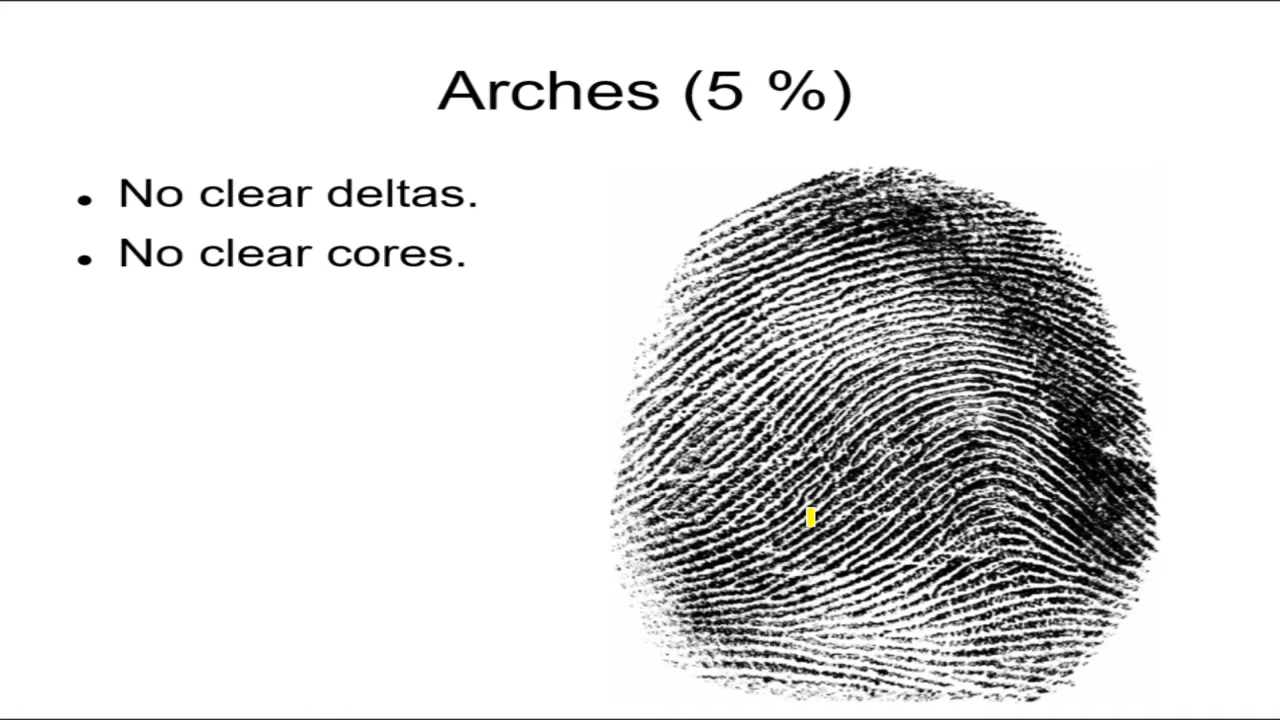 Arches (5 %)
• No clear deltas.
• No clear cores.